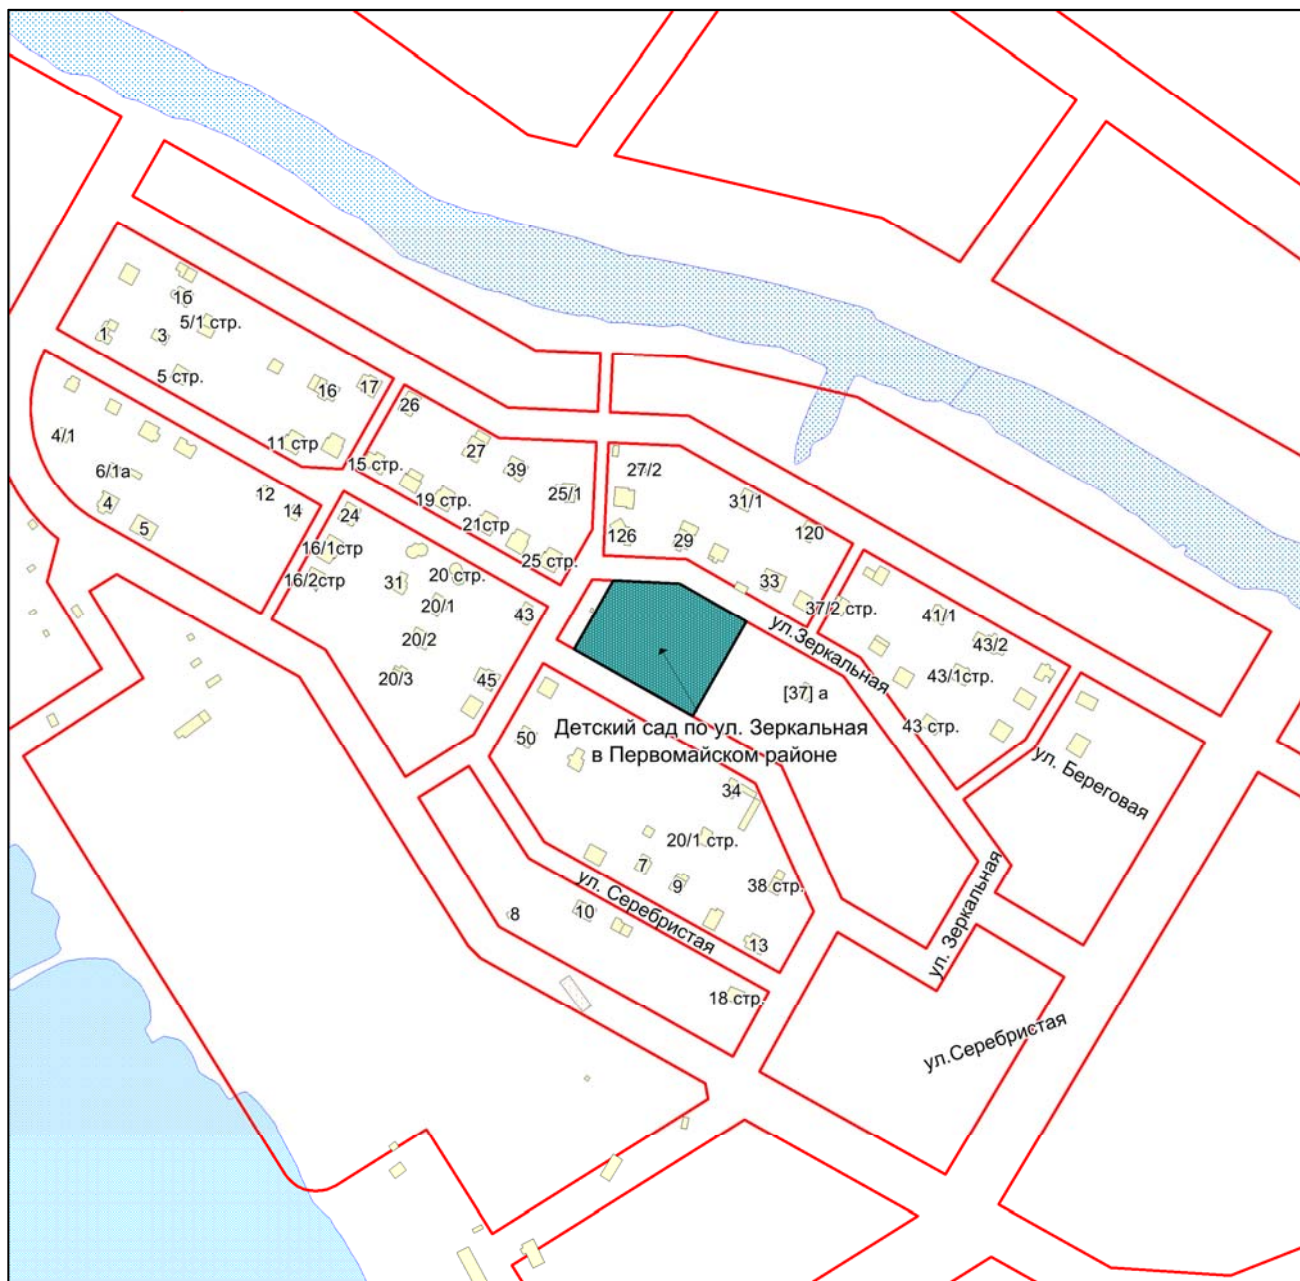 1б
5/1 стр.
1
3
5 стр.
16
17
26
4/1
11 стр
15 стр.
27
39
27/2
6/1а
12
19 стр.
25/1
31/1
4
14
24
21стр
5
126
29
120
16/1стр
25 стр.
16/2стр
31
20 стр.
33
20/1
43
37/2 стр.
41/1
ул.Зеркальная
20/2
43/2
20/3
45
43/1стр.
[37] а
43 стр.
Детский сад по ул. Зеркальная
в Первомайском районе
50
ул. Береговая
34
20/1 стр.
7
9
38 стр.
ул. Серебристая
8
10
13
ул. Зеркальная
18 стр.
ул.Серебристая